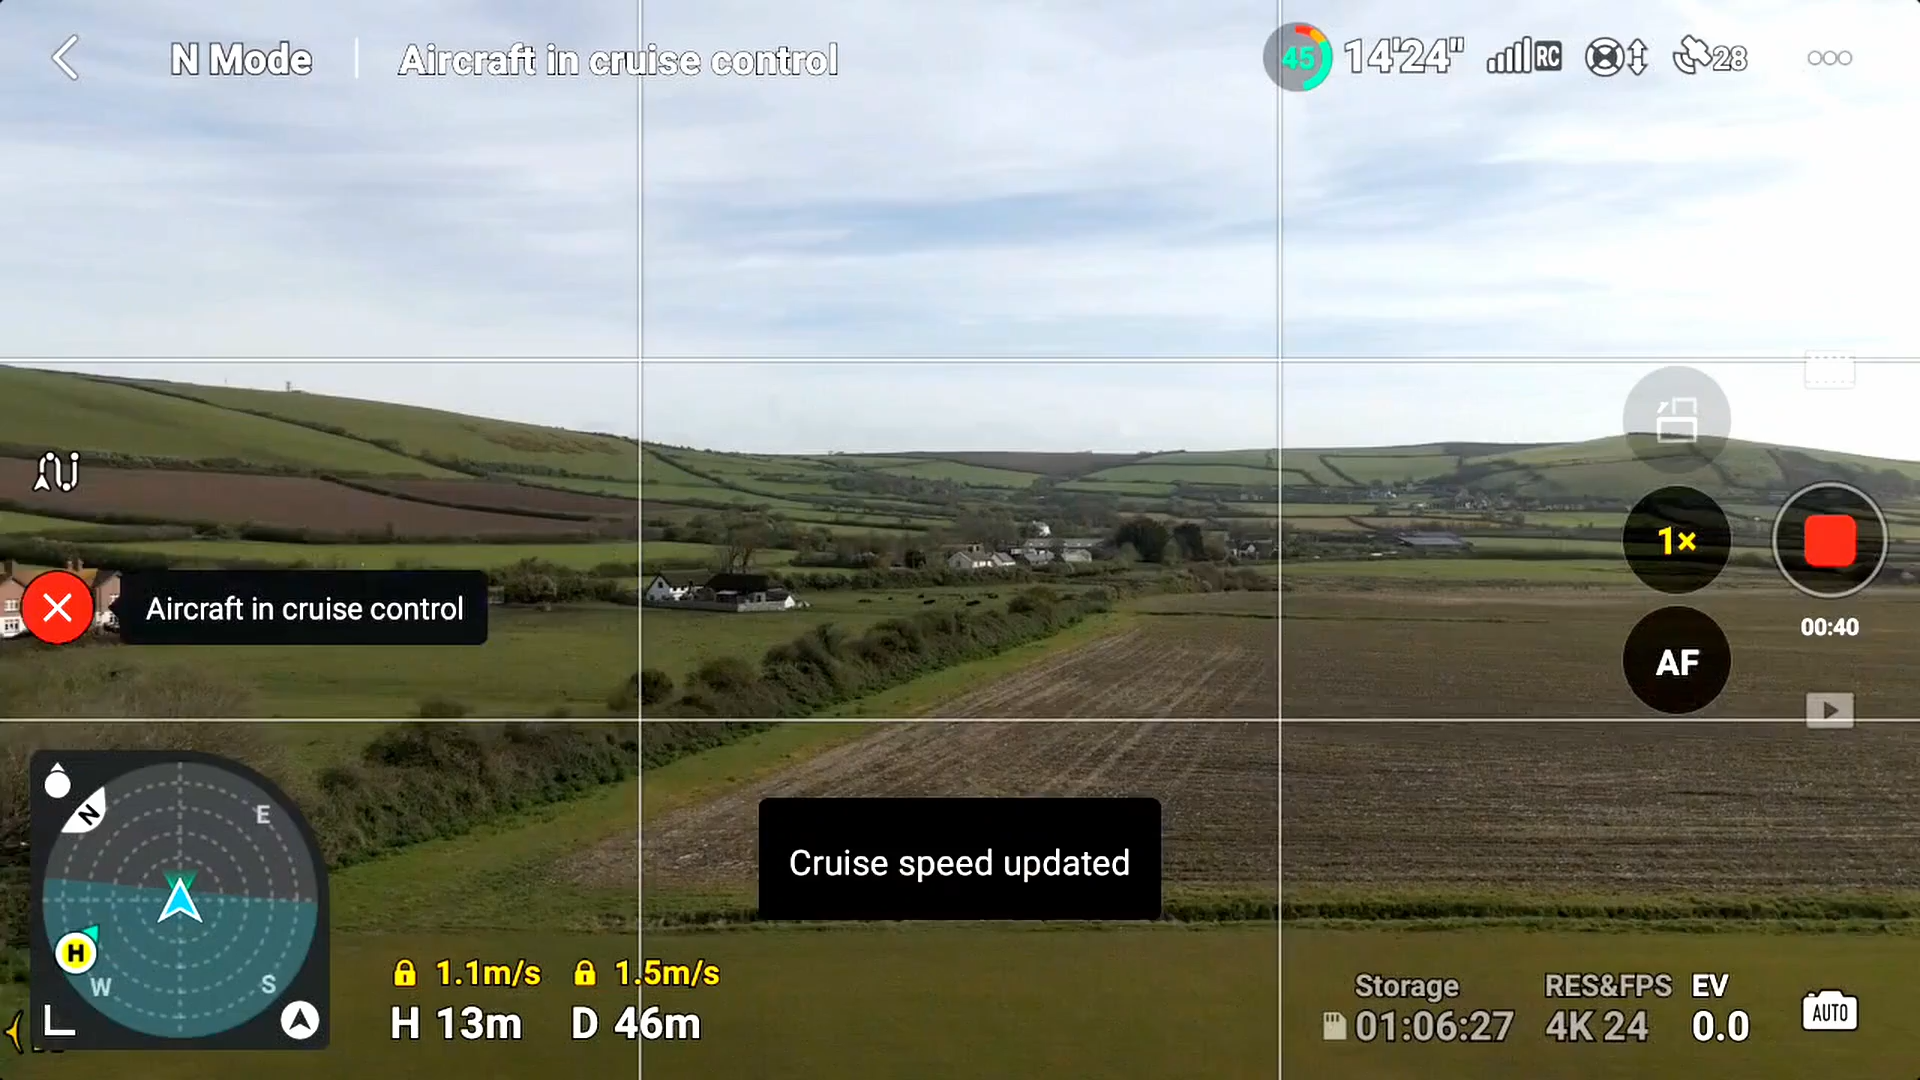 N Mode
Aircraft in cruise control
45
14'24"
RC
28
1×
00:40
AF
Aircraft in cruise control
N
E
H
W
S
Cruise speed updated
1.1m/s
1.5m/s
H 13m
D 46m
Storage
01:06:27
RES&FPS
4K 24
EV
0.0
AUTO